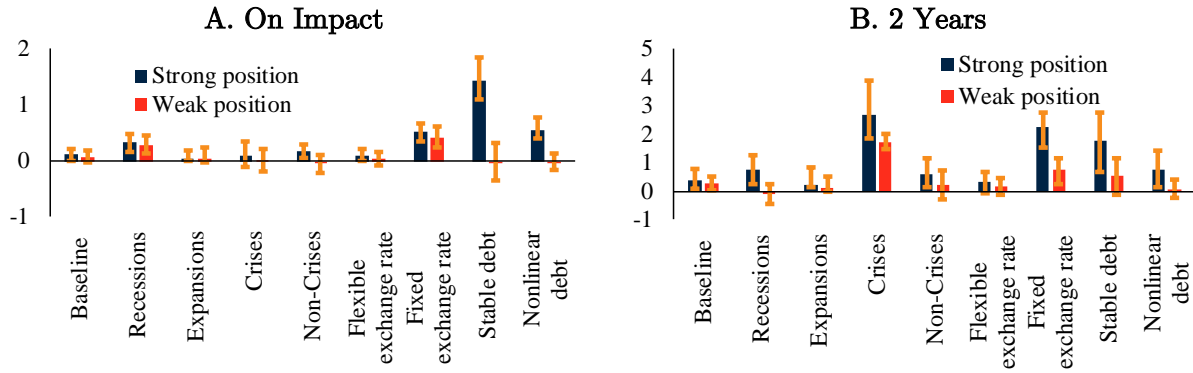 A. On Impact
2
1
0
-1
Strong position
Weak position
Baseline
Recessions
Expansions
Crises
Non-Crises
Flexible
exchange rate
Fixed
exchange rate
Stable debt
Nonlinear
debt
B. 2 Years
5
4
3
2
1
0
-1
Strong position
Weak position
Baseline
Recessions
Expansions
Crises
Non-Crises
Flexible
exchange rate
Fixed
exchange rate
Stable debt
Nonlinear
debt